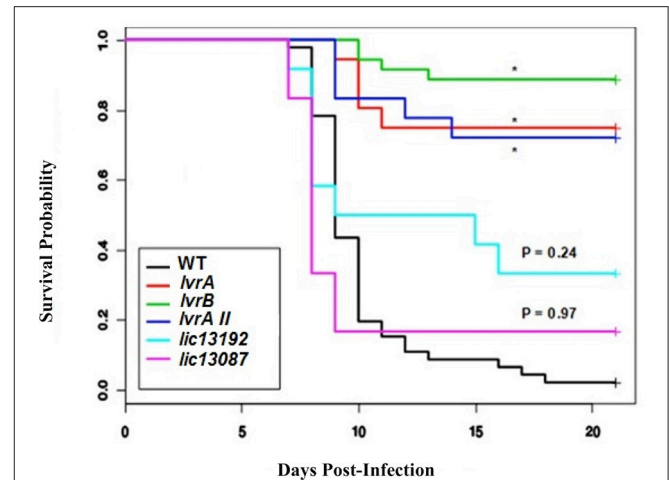 Survival Probability
1.0
0.8
0.6
0.4
0.2
0.0
*
*
*
P = 0.24
P = 0.97
WT
lvrA
lvrB
lvrA II
lic13192
lic13087
0
5
10
15
20
Days Post-Infection